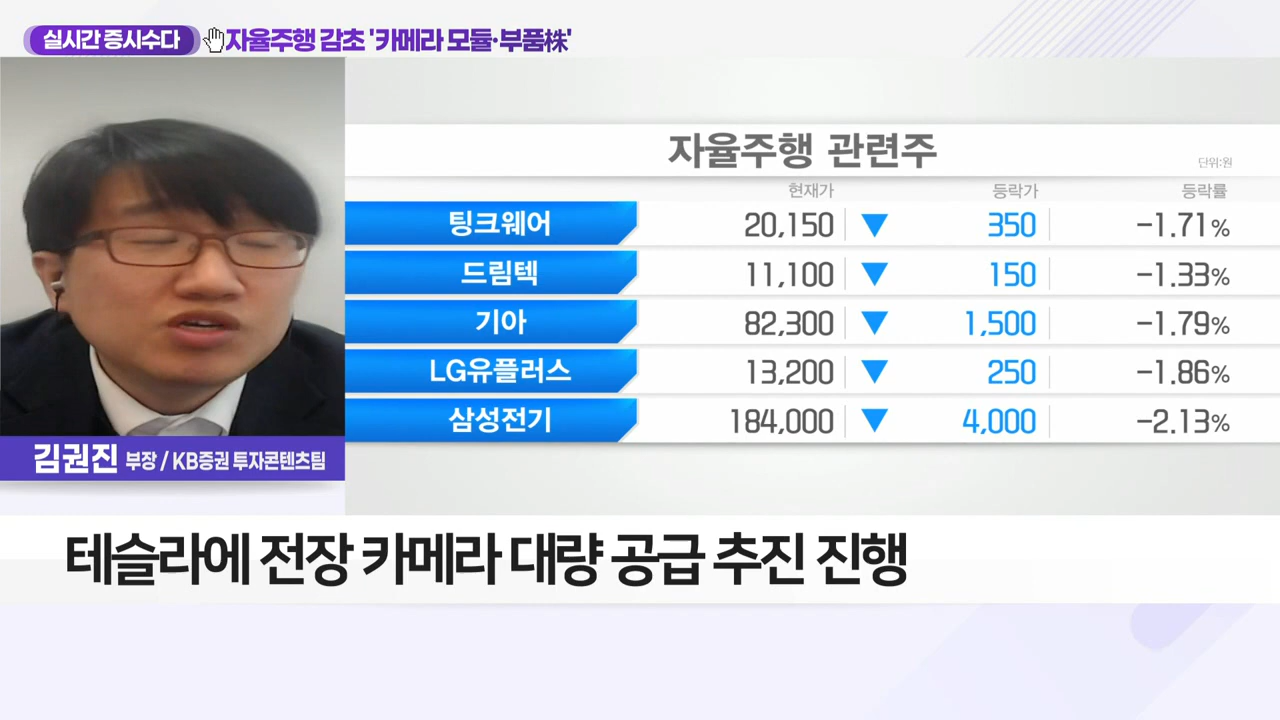 실시간 증시수다 자율주행 감초 '카메라 모듈·부품株'
자율주행 관련주
단위:원
현재가 등락가 등락률
팅크웨어 20,150 ▼ 350 -1.71%
드림텍 11,100 ▼ 150 -1.33%
기아 82,300 ▼ 1,500 -1.79%
LG유플러스 13,200 ▼ 250 -1.86%
삼성전기 184,000 ▼ 4,000 -2.13%
김권진 부장 / KB증권 투자콘텐츠팀
테슬라에 전장 카메라 대량 공급 추진 진행